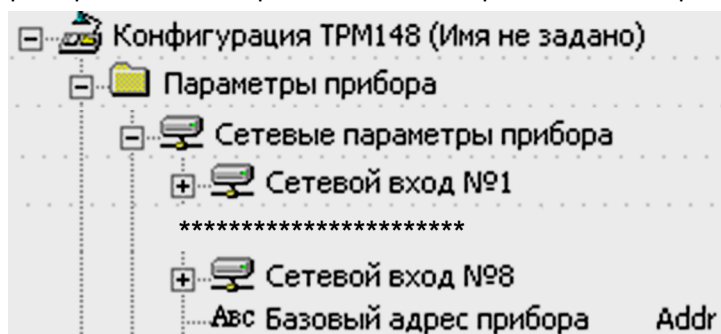 Конфигурация ТРМ148 (Имя не задано)
Параметры прибора
Сетевые параметры прибора
Сетевой вход №1
***********************
Сетевой вход №8
Авс Базовый адрес прибора Addr